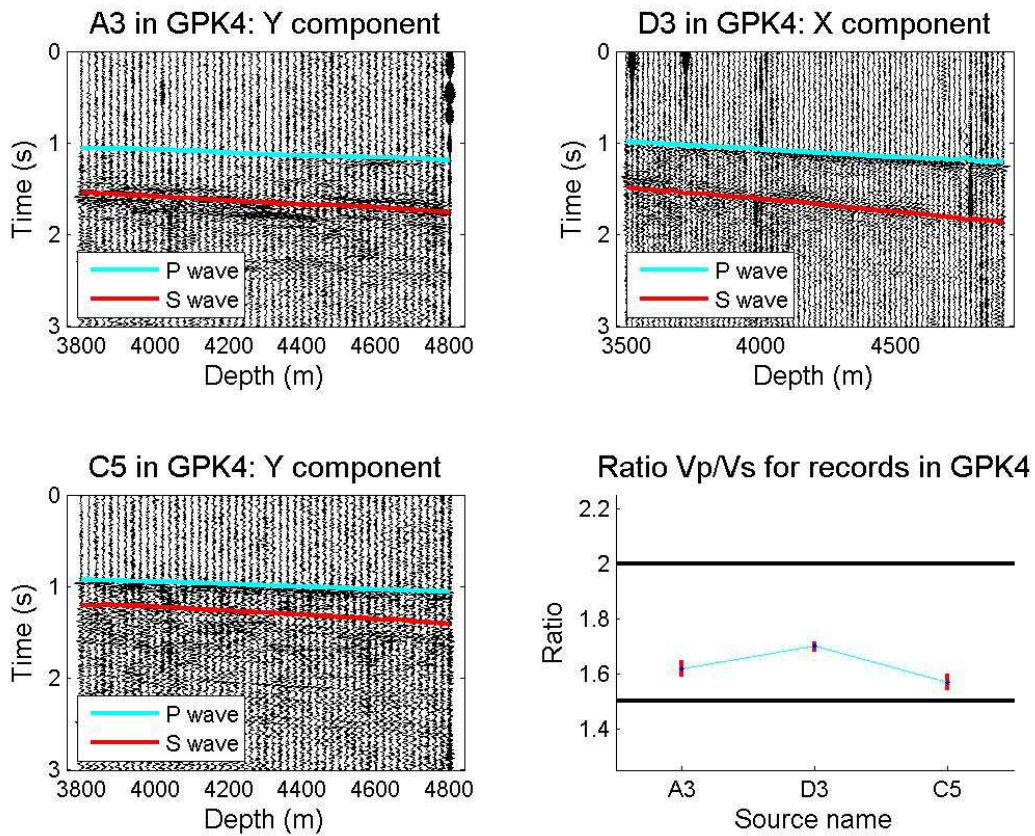 A3 in GPK4: Y component
0
1
2
3
Time (s)
P wave
S wave
3800 4000 4200 4400 4600 4800
Depth (m)
D3 in GPK4: X component
0
1
2
3
Time (s)
P wave
S wave
3500 4000 4500
Depth (m)
C5 in GPK4: Y component
0
1
2
3
Time (s)
P wave
S wave
3800 4000 4200 4400 4600 4800
Depth (m)
Ratio Vp/Vs for records in GPK4
2.2
2
1.8
1.6
1.4
Ratio
A3 D3 C5
Source name